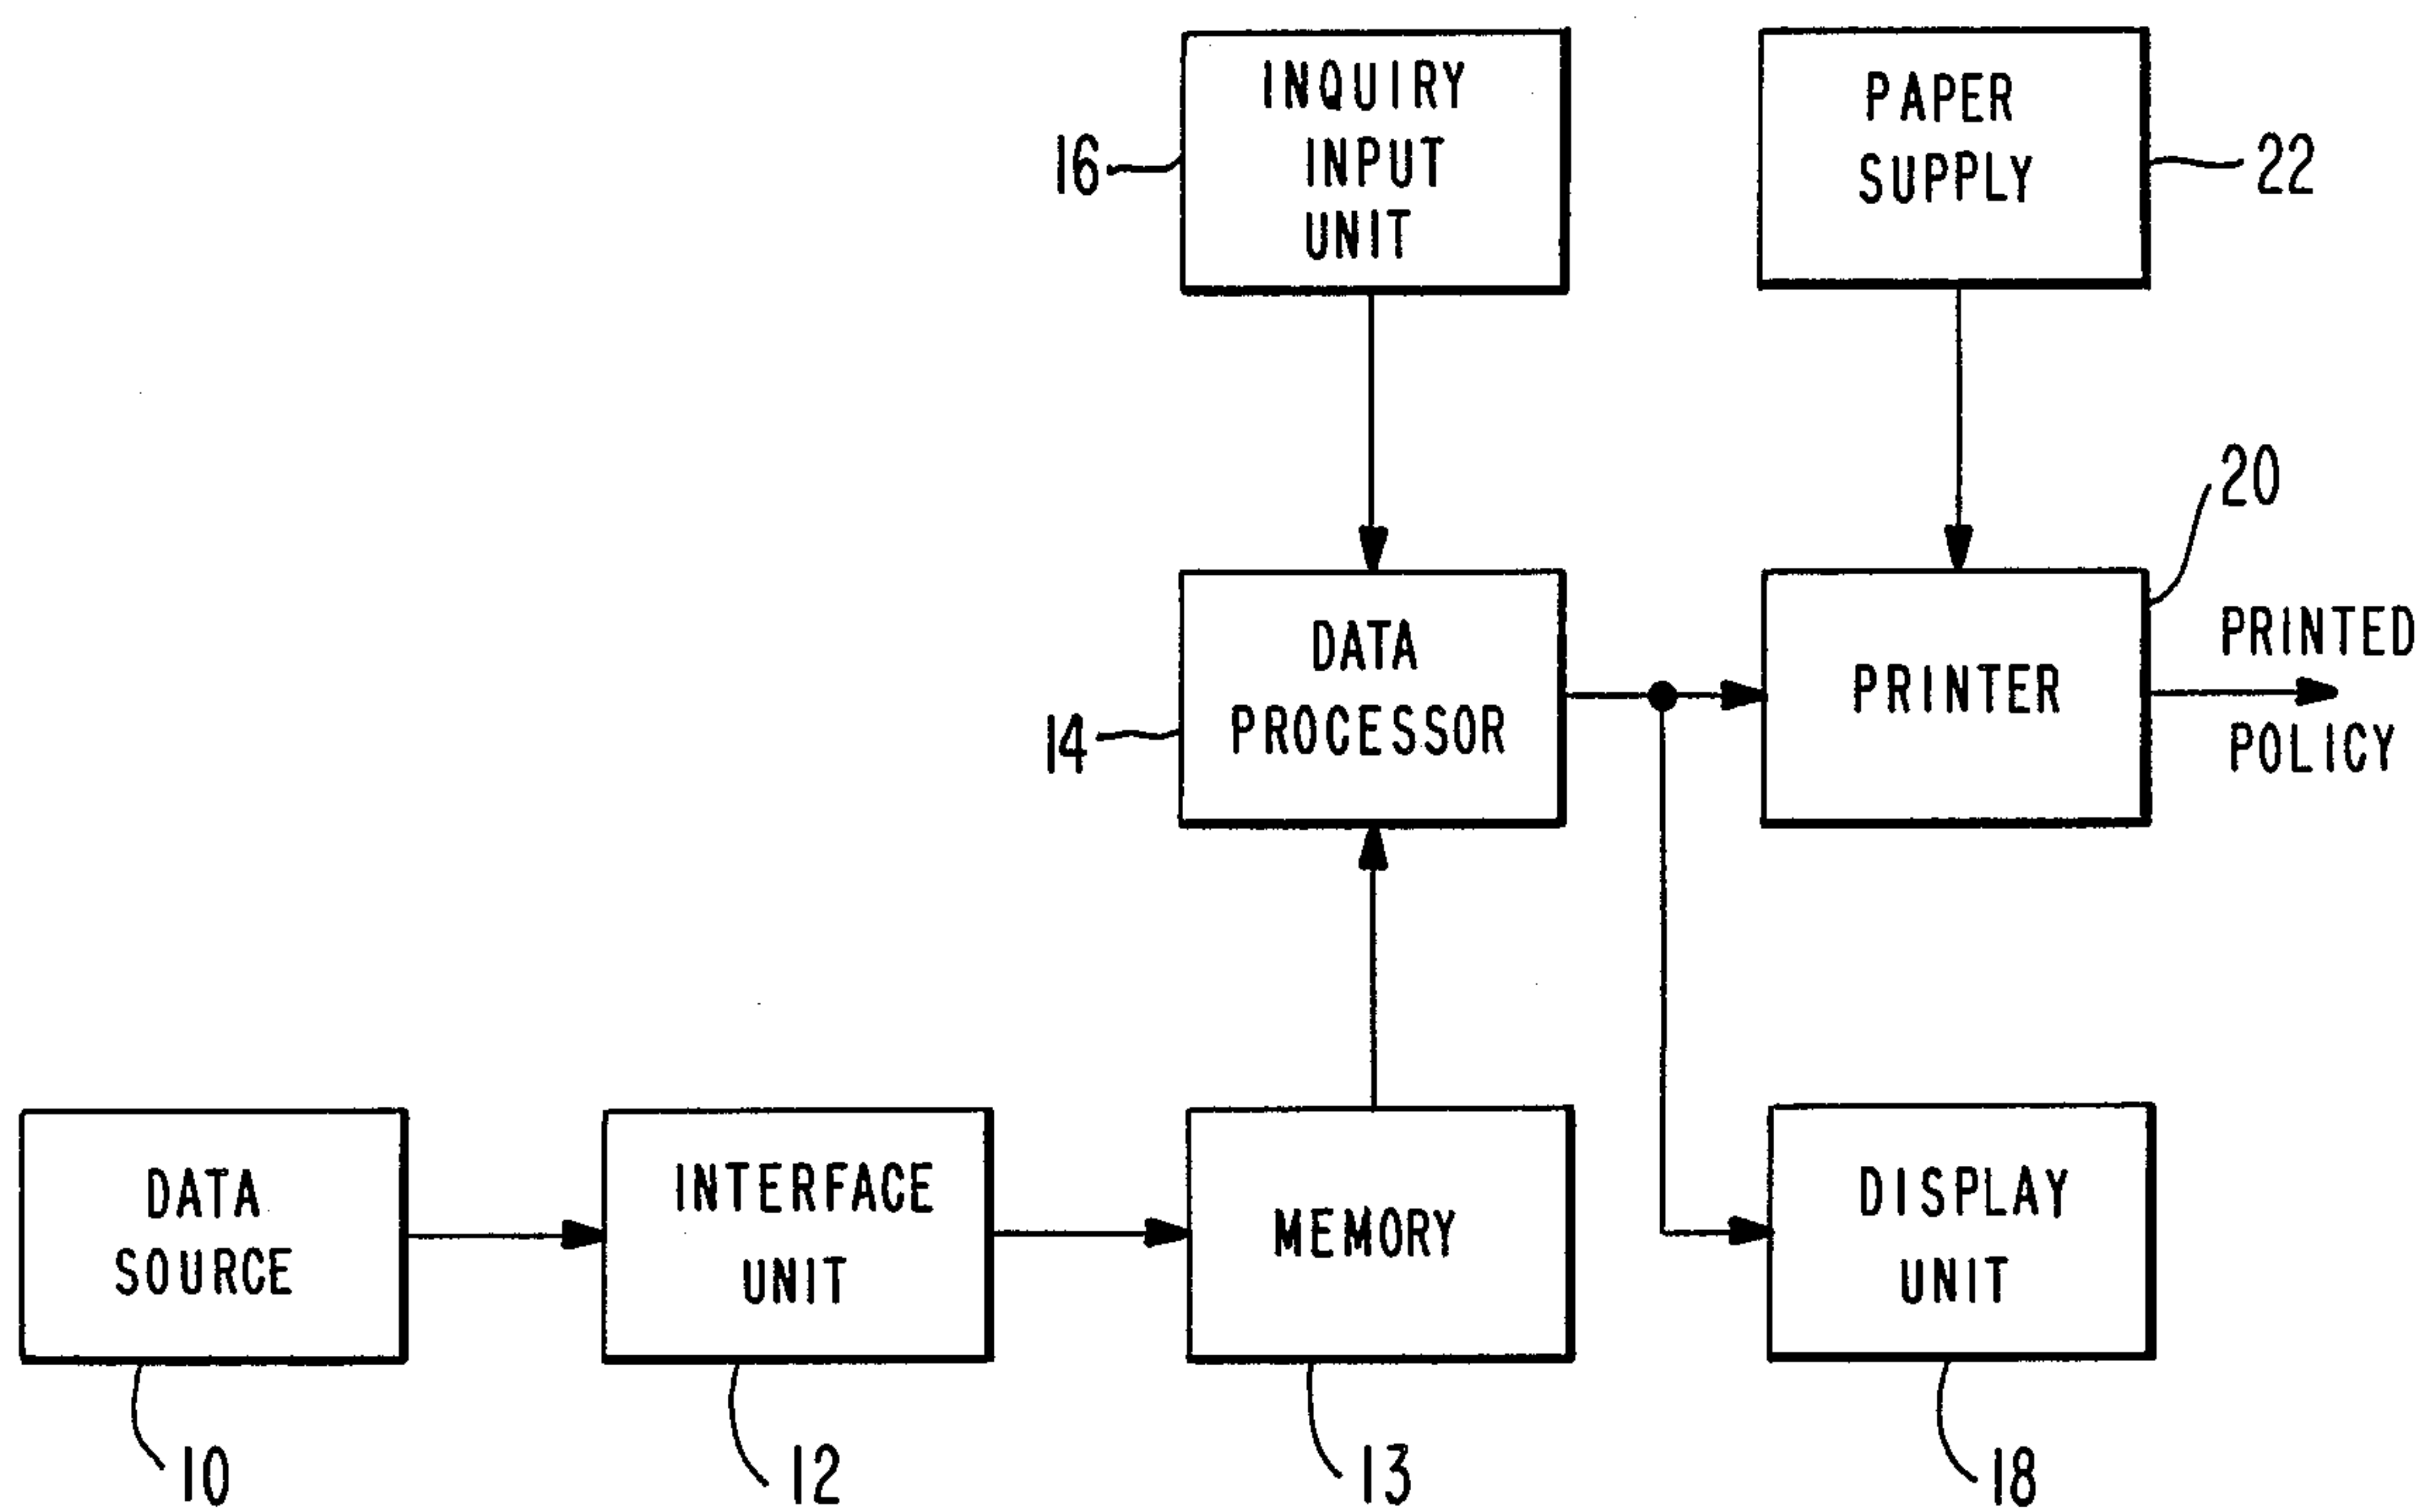 INQUIRY
INPUT
UNIT
16
PAPER
SUPPLY
22
20
DATA
PROCESSOR
14
PRINTER
PRINTED
POLICY
DATA
SOURCE
10
INTERFACE
UNIT
12
MEMORY
13
DISPLAY
UNIT
18